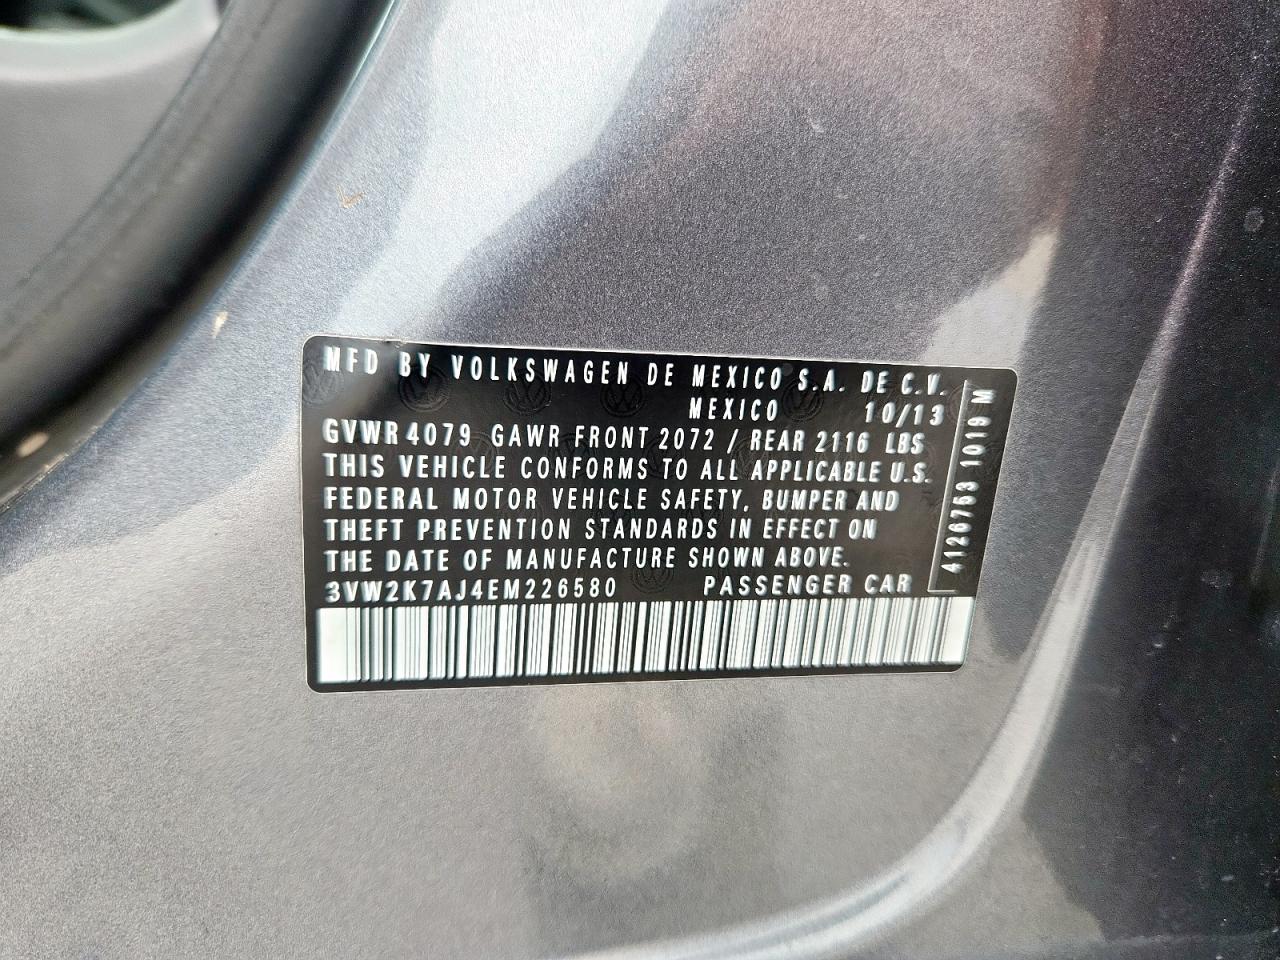 MFD BY VOLKSWAGEN DE MEXICO S.A. DE C.V.
MEXICO 10/13
GVWR 4079 GAWR FRONT 2072 / REAR 2116 LBS
THIS VEHICLE CONFORMS TO ALL APPLICABLE U.S.
FEDERAL MOTOR VEHICLE SAFETY, BUMPER AND
THEFT PREVENTION STANDARDS IN EFFECT ON
THE DATE OF MANUFACTURE SHOWN ABOVE.
3VW2K7AJ4EM226580 PASSENGER CAR
4126753 1019 M